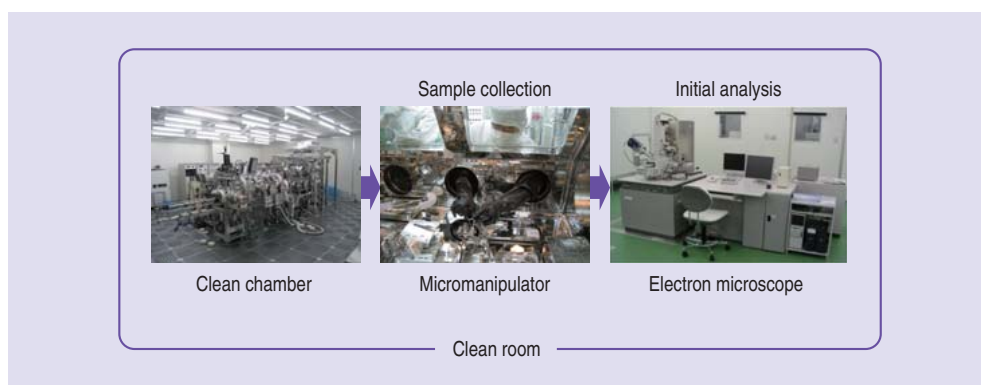 Sample collection
Initial analysis
Clean chamber
Micromanipulator
Electron microscope
Clean room